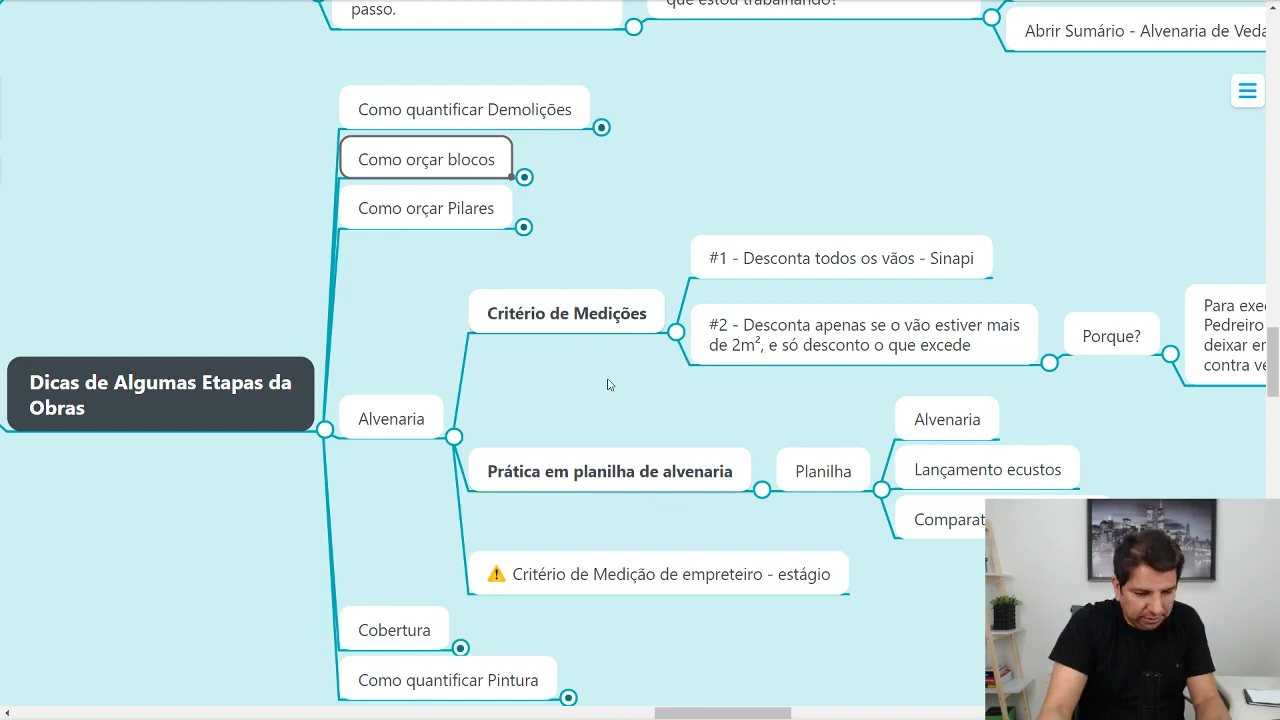 passo.
que estou trabalhando?
Abrir Sumário - Alvenaria de Veda
Como quantificar Demolições
Como orçar blocos
Como orçar Pilares
#1 - Desconta todos os vãos - Sinapi
Critério de Medições
#2 - Desconta apenas se o vão estiver mais
de 2m², e só desconto o que excede
Porque?
Para exe
Pedreiro
deixar em
contra ve
Dicas de Algumas Etapas da
Obras
Alvenaria
Alvenaria
Prática em planilha de alvenaria
Planilha
Lançamento ecustos
Comparat
⚠ Critério de Medição de empreteiro - estágio
Cobertura
Como quantificar Pintura